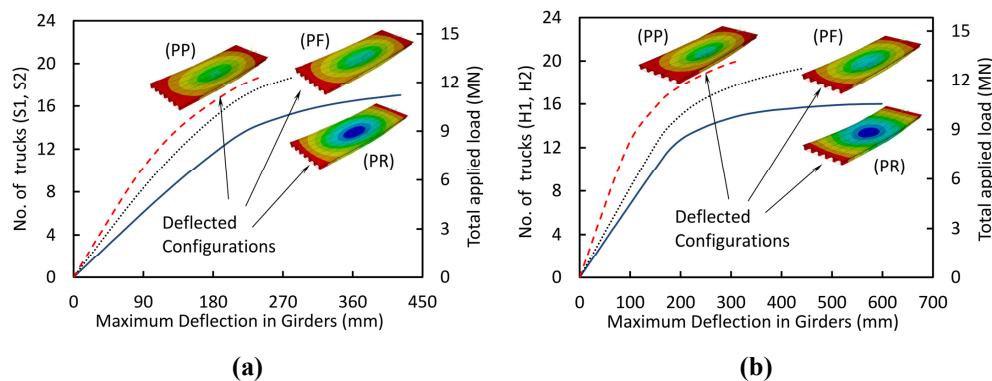 No. of trucks (S1, S2)
24
20
16
12
8
4
0
(PP)
(PF)
(PR)
Deflected
Configurations
15
12
9
6
3
0
Total applied load (MN)
0 90 180 270 360 450
Maximum Deflection in Girders (mm)
(a)
No. of trucks (H1, H2)
24
20
16
12
8
4
0
(PP)
(PF)
(PR)
Deflected
Configurations
15
12
9
6
3
0
Total applied load (MN)
0 100 200 300 400 500 600 700
Maximum Deflection in Girders (mm)
(b)